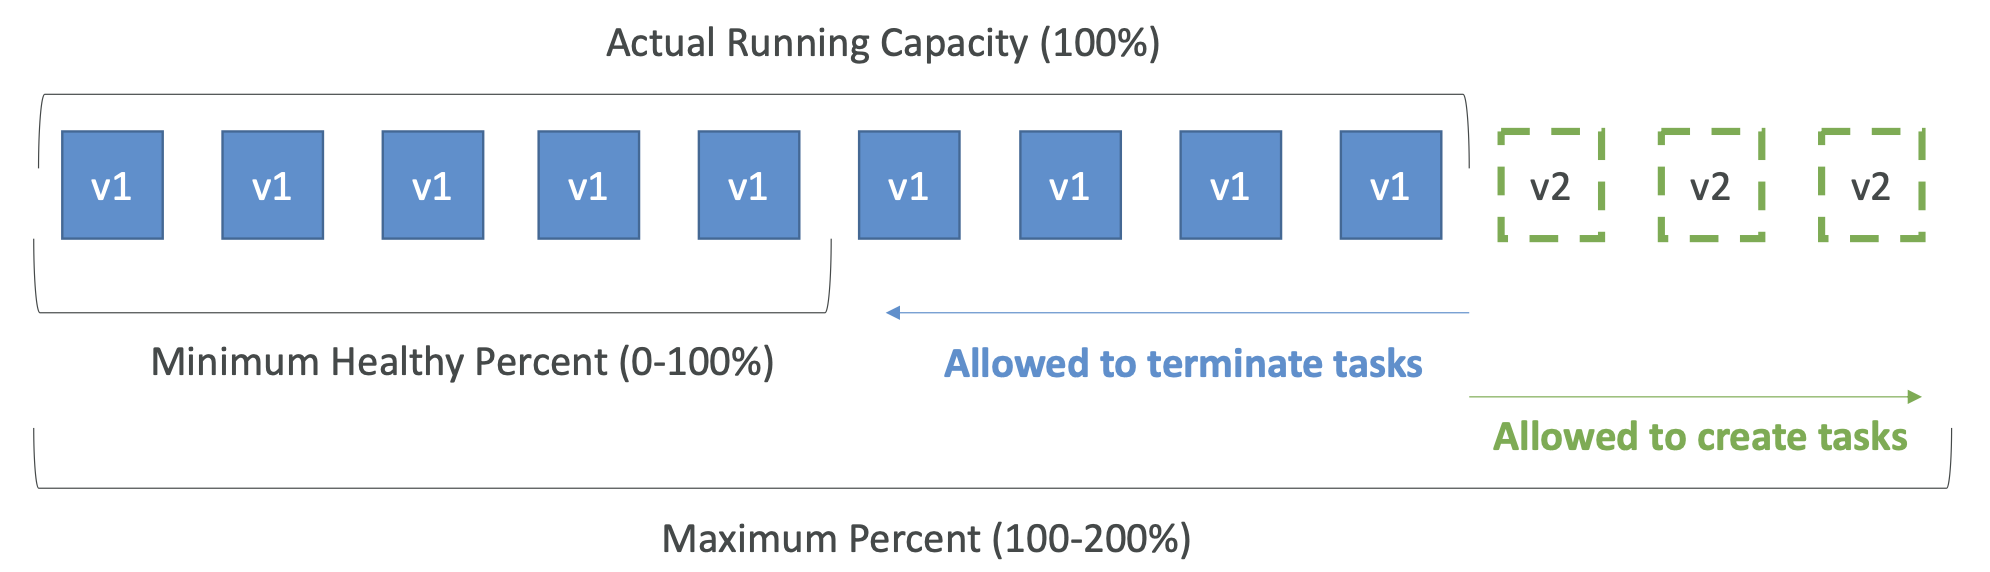 Actual Running Capacity (100%)
v1 v1 v1 v1 v1 v1 v1 v1 v1 v2 v2 v2
Minimum Healthy Percent (0-100%)
Allowed to terminate tasks
Allowed to create tasks
Maximum Percent (100-200%)